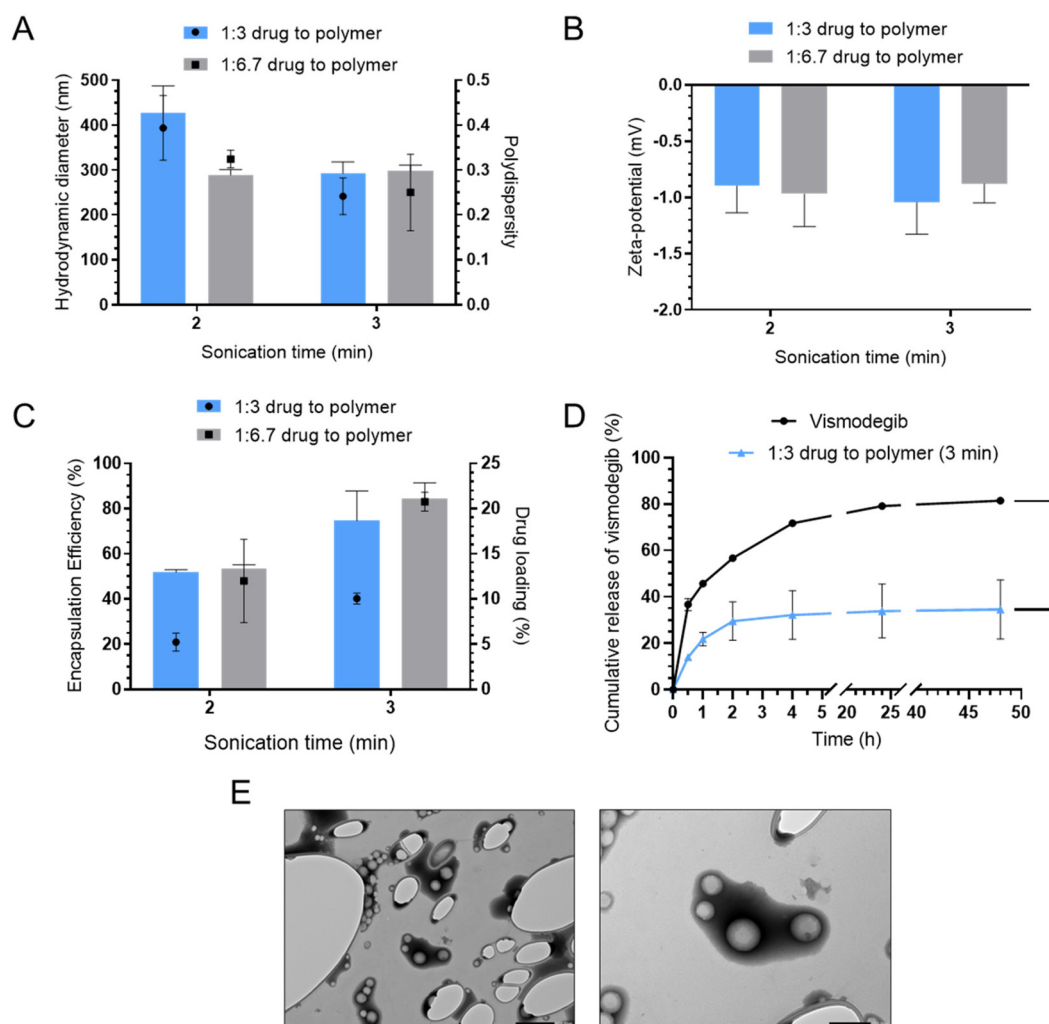 A
1:3 drug to polymer
1:6.7 drug to polymer
Hydrodynamic diameter (nm)
500
400
300
200
100
0
Polydispersity
0.5
0.4
0.3
0.2
0.1
0.0
2
3
Sonication time (min)
B
1:3 drug to polymer
1:6.7 drug to polymer
Zeta-potential (mV)
0.0
-0.5
-1.0
-1.5
-2.0
2
3
Sonication time (min)
C
1:3 drug to polymer
1:6.7 drug to polymer
Encapsulation Efficiency (%)
100
80
60
40
20
0
Drug loading (%)
25
20
15
10
5
0
2
3
Sonication time (min)
D
Vismodegib
1:3 drug to polymer (3 min)
Cumulative release of vismodegib (%)
100
80
60
40
20
0
0 1 2 3 4 5 20 25 40 45 50
Time (h)
E